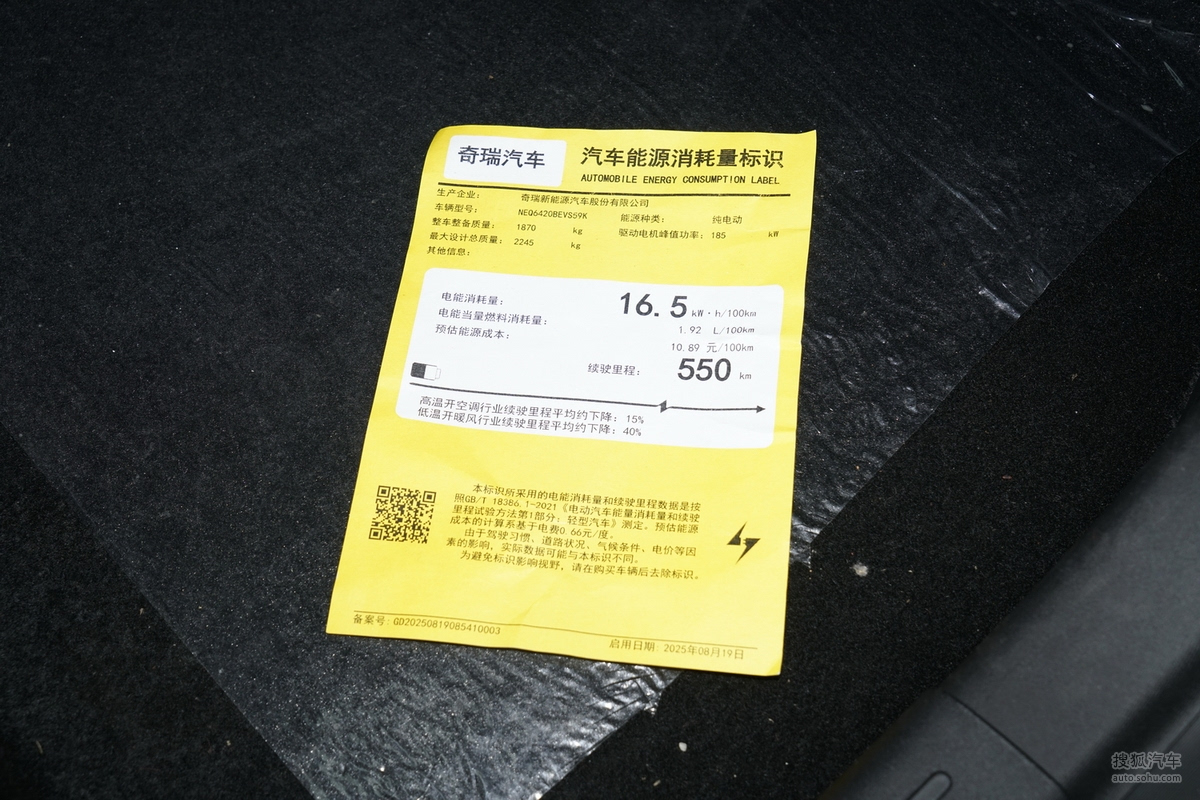 奇瑞汽车
汽车能源消耗量标识
AUTOMOBILE ENERGY CONSUMPTION LABEL
生产企业： 奇瑞新能源汽车股份有限公司
车辆型号： NEQ6420BEVS59K 能源种类： 纯电动
整车整备质量： 1870 kg 驱动电机峰值功率：185 kW
最大设计总质量： 2245 kg
其他信息：
电能消耗量： 16.5 kW·h/100km
电能当量燃料消耗量： 1.92 L/100km
预估能源成本： 10.89 元/100km
续驶里程： 550 km
高温开空调行业续驶里程平均约下降：15%
低温开暖风行业续驶里程平均约下降：40%
本标识所采用的电能消耗量和续驶里程数据是按
照GB/T 18386.1-2021《电动汽车能量消耗量和续驶
里程试验方法第1部分：轻型汽车》测定。预估能源
成本的计算系基于电费0.66元/度。
由于驾驶习惯、道路状况、气候条件、电价等因
素的影响，实际数据可能与本标识不同。
为避免标识影响视野，请在购买车辆后去除标识。
备案号：GD20250819085410003
启用日期：2025年08月19日
搜狐汽车
auto.sohu.com